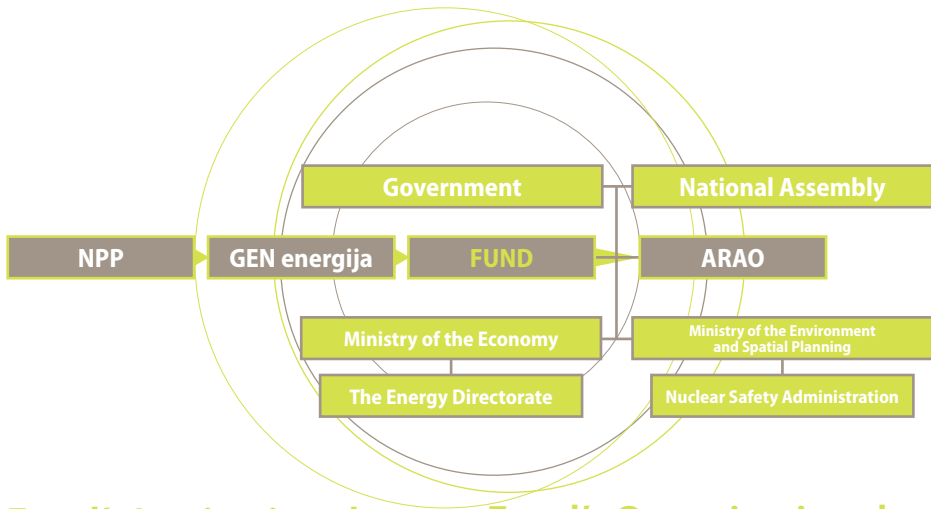 Government
National Assembly
NPP
GEN energija
FUND
ARAO
Ministry of the Economy
Ministry of the Environment
and Spatial Planning
The Energy Directorate
Nuclear Safety Administration